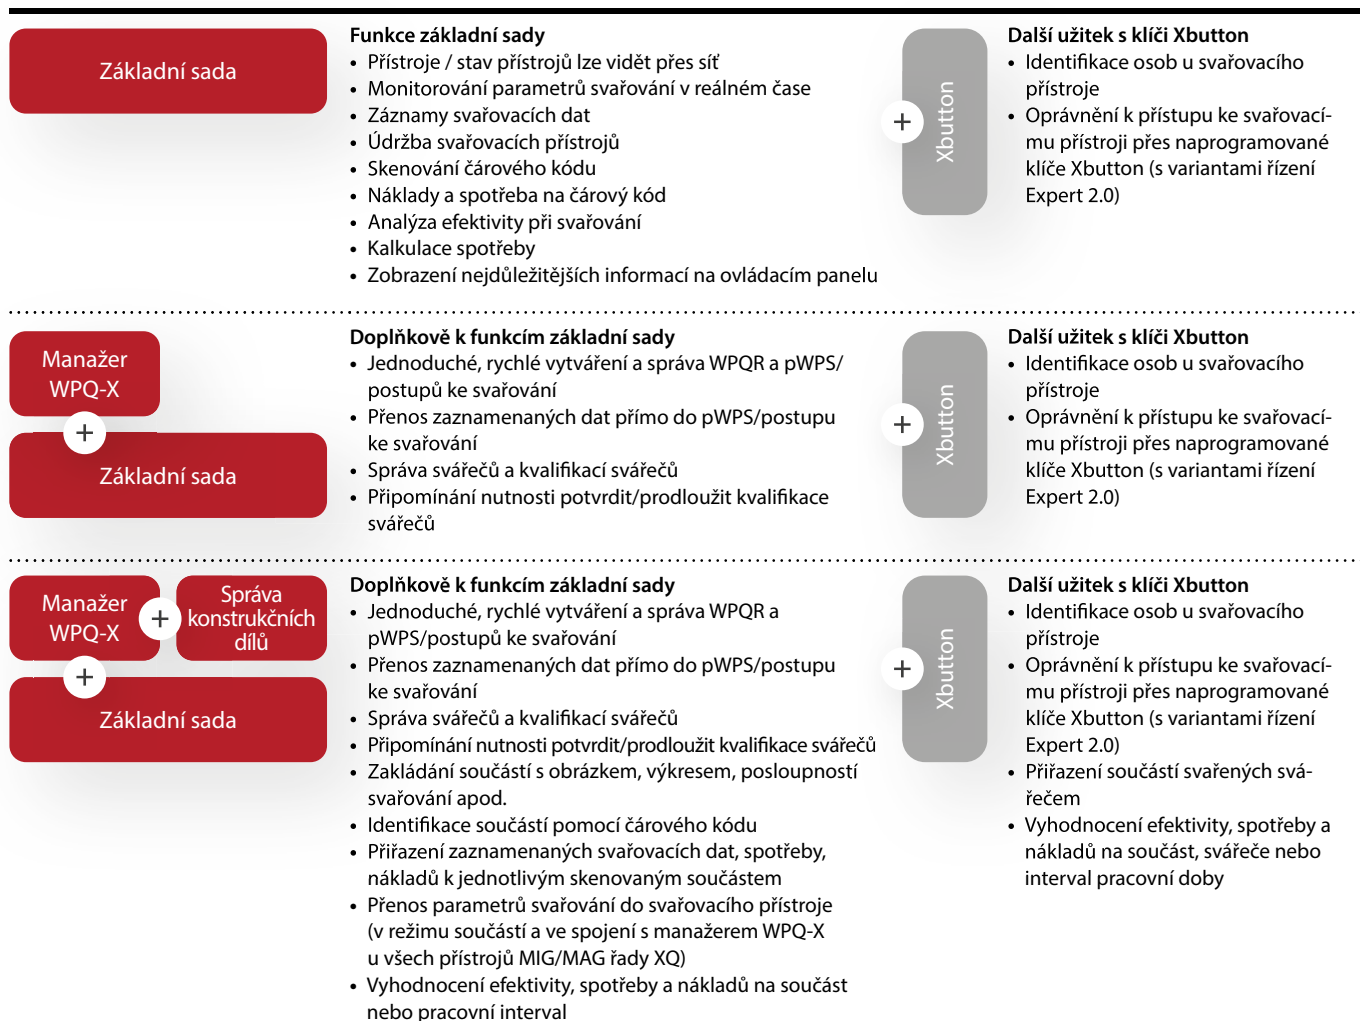 Základní sada
Funkce základní sady
• Přístroje / stav přístrojů lze vidět přes síť
• Monitorování parametrů svařování v reálném čase
• Záznamy svařovacích dat
• Údržba svařovacích přístrojů
• Skenování čárového kódu
• Náklady a spotřeba na čárový kód
• Analýza efektivity při svařování
• Kalkulace spotřeby
• Zobrazení nejdůležitějších informací na ovládacím panelu
+
Xbutton
Další užitek s klíči Xbutton
• Identifikace osob u svařovacího
přístroje
• Oprávnění k přístupu ke svařovací-
mu přístroji přes naprogramované
klíče Xbutton (s variantami řízení
Expert 2.0)
Manažer
WPQ-X
+
Základní sada
Doplňkově k funkcím základní sady
• Jednoduché, rychlé vytváření a správa WPQR a pWPS/
postupů ke svařování
• Přenos zaznamenaných dat přímo do pWPS/postupu
ke svařování
• Správa svářečů a kvalifikací svářečů
• Připomínání nutnosti potvrdit/prodloužit kvalifikace
svářečů
+
Xbutton
Další užitek s klíči Xbutton
• Identifikace osob u svařovacího
přístroje
• Oprávnění k přístupu ke svařovací-
mu přístroji přes naprogramované
klíče Xbutton (s variantami řízení
Expert 2.0)
Manažer
WPQ-X
+
Správa
konstrukčních
dílů
+
Základní sada
Doplňkově k funkcím základní sady
• Jednoduché, rychlé vytváření a správa WPQR a
pWPS/postupů ke svařování
• Přenos zaznamenaných dat přímo do pWPS/postupu
ke svařování
• Správa svářečů a kvalifikací svářečů
• Připomínání nutnosti potvrdit/prodloužit kvalifikace svářečů
• Zakládání součástí s obrázkem, výkresem, posloupností
svařování apod.
• Identifikace součástí pomocí čárového kódu
• Přiřazení zaznamenaných svařovacích dat, spotřeby,
nákladů k jednotlivým skenovaným součástem
• Přenos parametrů svařování do svařovacího přístroje
(v režimu součástí a ve spojení s manažerem WPQ-X
u všech přístrojů MIG/MAG řady XQ)
• Vyhodnocení efektivity, spotřeby a nákladů na součást
nebo pracovní interval
+
Xbutton
Další užitek s klíči Xbutton
• Identifikace osob u svařovacího
přístroje
• Oprávnění k přístupu ke svařovací-
mu přístroji přes naprogramované
klíče Xbutton (s variantami řízení
Expert 2.0)
• Přiřazení součástí svařených svá-
řečem
• Vyhodnocení efektivity, spotřeby a
nákladů na součást, svářeče nebo
interval pracovní doby